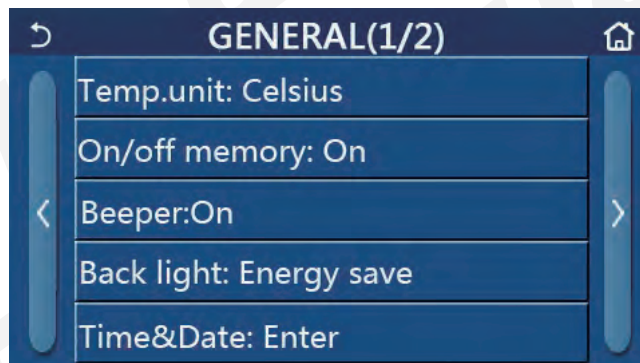 GENERAL(1/2)
Temp.unit: Celsius
On/off memory: On
Beeper:On
Back light: Energy save
Time&Date: Enter